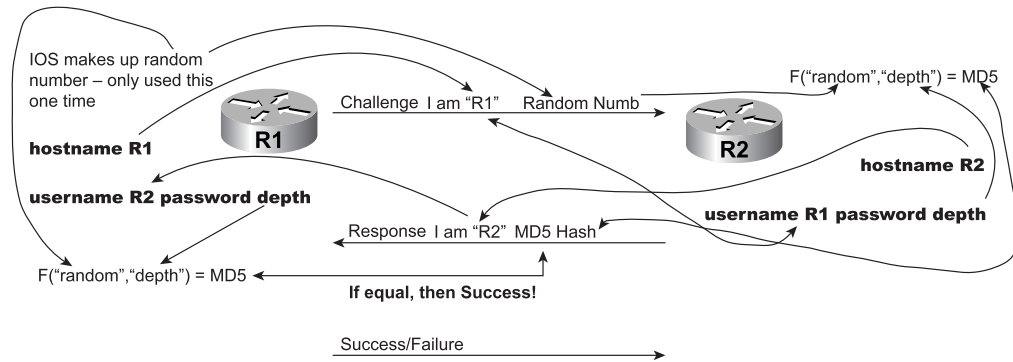 IOS makes up random
number – only used this
one time
F(“random”,“depth”) = MD5
Challenge I am “R1” Random Numb
R1
R2
hostname R1
hostname R2
username R2 password depth
username R1 password depth
Response I am “R2” MD5 Hash
F(“random”,“depth”) = MD5
If equal, then Success!
Success/Failure